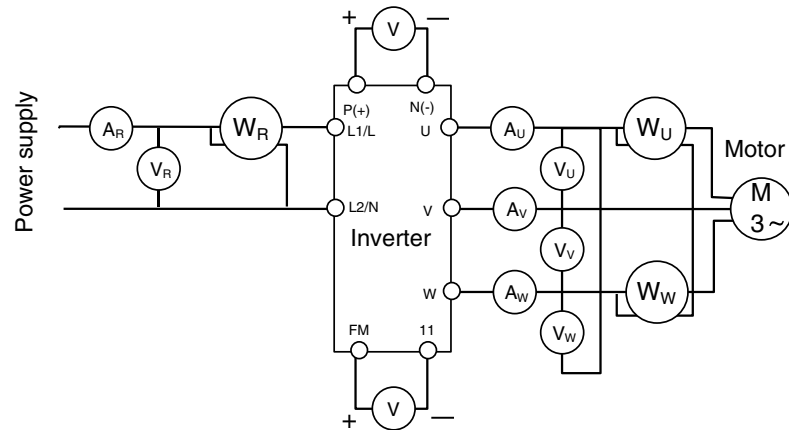 + V —
P(+) N(-)
Power supply
A_R
W_R
L1/L
U
A_U
W_U
V_R
V_U
Motor
L2/N
V
A_V
M
3~
Inverter
V_V
W
A_W
W_W
V_W
FM 11
+ V —